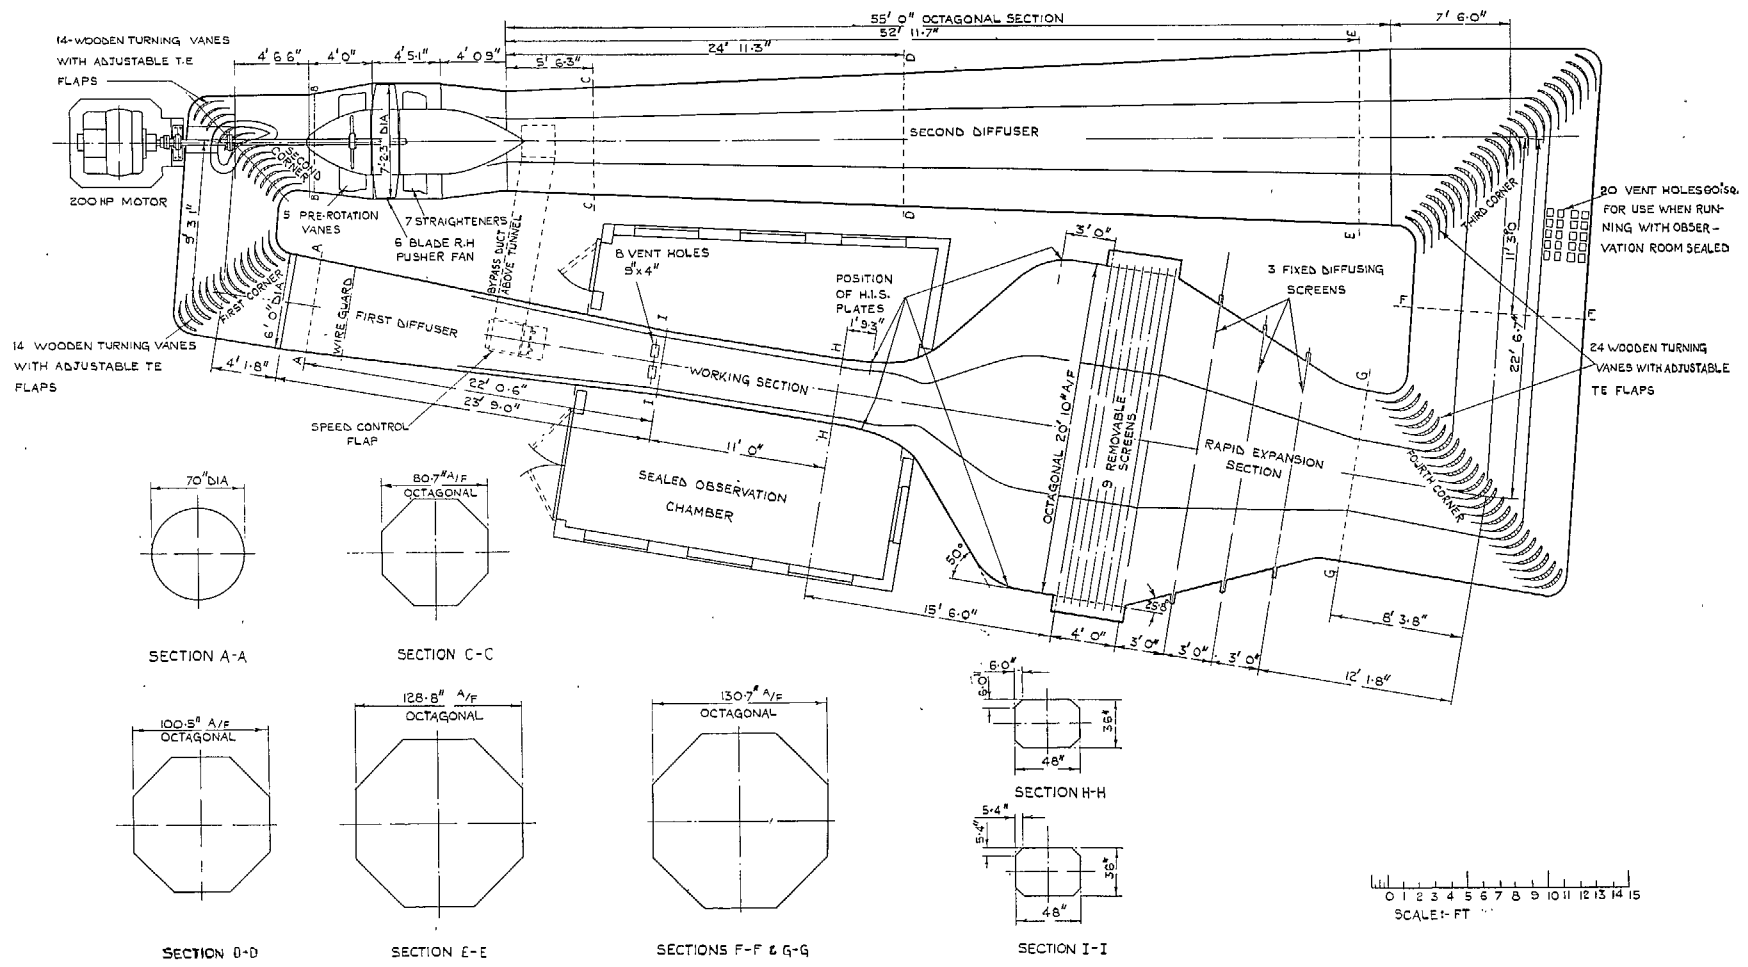 55' 0" OCTAGONAL SECTION
7' 6.0"
52' 11.7"
24' 11.3"
5' 6.3"
14-WOODEN TURNING VANES
WITH ADJUSTABLE T.E
FLAPS
4' 6.6"
4' 0"
4' 5.1"
4' 0.9"
B
C
D
E
7' 2.3" DIA
SECOND DIFFUSER
SECOND
CORNER
200 HP MOTOR
5 PRE-ROTATION
VANES
7 STRAIGHTENERS
6 BLADE R.H
PUSHER FAN
B
C
D
E
9' 3.1"
BYPASS DUCT
ABOVE TUNNEL
8 VENT HOLES
9"x4"
THIRD CORNER
11' 3.0"
20 VENT HOLES 60"SQ.
FOR USE WHEN RUN-
NING WITH OBSER-
VATION ROOM SEALED
3' 0"
POSITION
OF H.I.S.
PLATES
1' 9.3"
3 FIXED DIFFUSING
SCREENS
F
F
A
WIRE GUARD
FIRST CORNER
6' 0" DIA
FIRST DIFFUSER
I
H
WORKING SECTION
14 WOODEN TURNING VANES
WITH ADJUSTABLE TE
FLAPS
4' 1.8"
A
22' 0.6"
23' 9.0"
I
H
11' 0"
SPEED CONTROL
FLAP
SEALED OBSERVATION
CHAMBER
OCTAGONAL 20' 10" A/F
9 REMOVABLE
SCREENS
RAPID EXPANSION
SECTION
G
22' 6.7"
24 WOODEN TURNING
VANES WITH ADJUSTABLE
TE FLAPS
FOURTH CORNER
50°
25.8°
G
15' 6.0"
4' 0"
3' 0"
3' 0"
3' 0"
8' 3.8"
12' 1.8"
70" DIA
80.7" A/F
OCTAGONAL
SECTION A-A
SECTION C-C
100.5" A/F
OCTAGONAL
128.8" A/F
OCTAGONAL
130.7" A/F
OCTAGONAL
6.0"
6.0"
36"
48"
SECTION H-H
5.4"
5.4"
36"
48"
SECTION D-D
SECTION E-E
SECTIONS F-F & G-G
SECTION I-I
0 1 2 3 4 5 6 7 8 9 10 11 12 13 14 15
SCALE:- FT